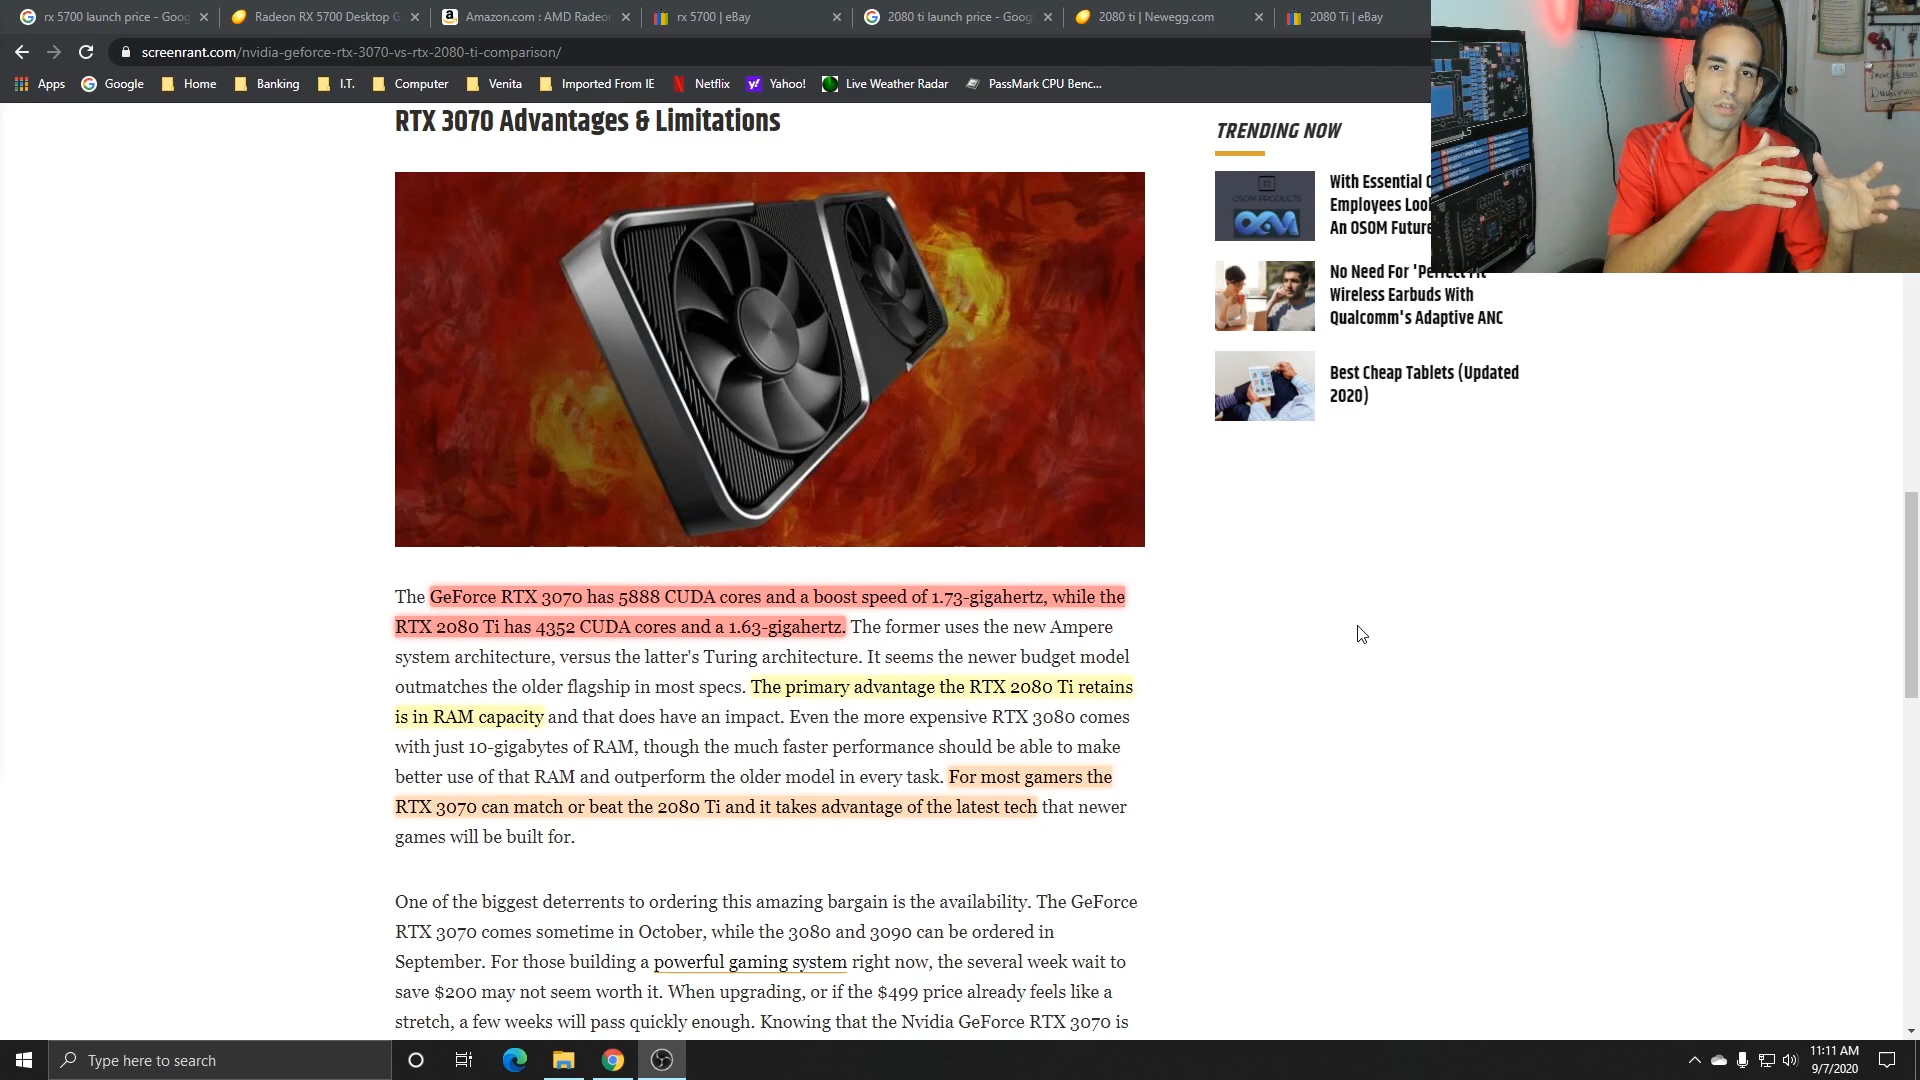 rx 5700 launch price - Goog
Radeon RX 5700 Desktop G
Amazon.com : AMD Radeon
rx 5700 | eBay
2080 ti launch price - Googl
2080 ti | Newegg.com
2080 Ti | eBay
screenrant.com/nvidia-geforce-rtx-3070-vs-rtx-2080-ti-comparison/
Apps
Google
Home
Banking
I.T.
Computer
Venita
Imported From IE
Netflix
Yahoo!
Live Weather Radar
PassMark CPU Benc...
RTX 3070 Advantages & Limitations
The GeForce RTX 3070 has 5888 CUDA cores and a boost speed of 1.73-gigahertz, while the
RTX 2080 Ti has 4352 CUDA cores and a 1.63-gigahertz. The former uses the new Ampere
system architecture, versus the latter's Turing architecture. It seems the newer budget model
outmatches the older flagship in most specs. The primary advantage the RTX 2080 Ti retains
is in RAM capacity and that does have an impact. Even the more expensive RTX 3080 comes
with just 10-gigabytes of RAM, though the much faster performance should be able to make
better use of that RAM and outperform the older model in every task. For most gamers the
RTX 3070 can match or beat the 2080 Ti and it takes advantage of the latest tech that newer
games will be built for.
One of the biggest deterrents to ordering this amazing bargain is the availability. The GeForce
RTX 3070 comes sometime in October, while the 3080 and 3090 can be ordered in
September. For those building a powerful gaming system right now, the several week wait to
save $200 may not seem worth it. When upgrading, or if the $499 price already feels like a
stretch, a few weeks will pass quickly enough. Knowing that the Nvidia GeForce RTX 3070 is
TRENDING NOW
OSOM PRODUCTS
With Essential
Employees Loo
An OSOM Future
No Need For 'Perfect Fit'
Wireless Earbuds With
Qualcomm's Adaptive ANC
Best Cheap Tablets (Updated
2020)
Type here to search
11:11 AM
9/7/2020